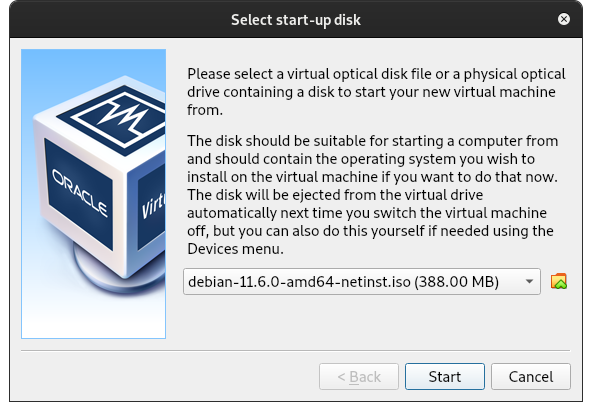 Select start-up disk
Please select a virtual optical disk file or a physical optical
drive containing a disk to start your new virtual machine
from.
The disk should be suitable for starting a computer from
and should contain the operating system you wish to
install on the virtual machine if you want to do that now.
The disk will be ejected from the virtual drive
automatically next time you switch the virtual machine
off, but you can also do this yourself if needed using the
Devices menu.
ORACLE
Virtu
debian-11.6.0-amd64-netinst.iso (388.00 MB)
< Back
Start
Cancel